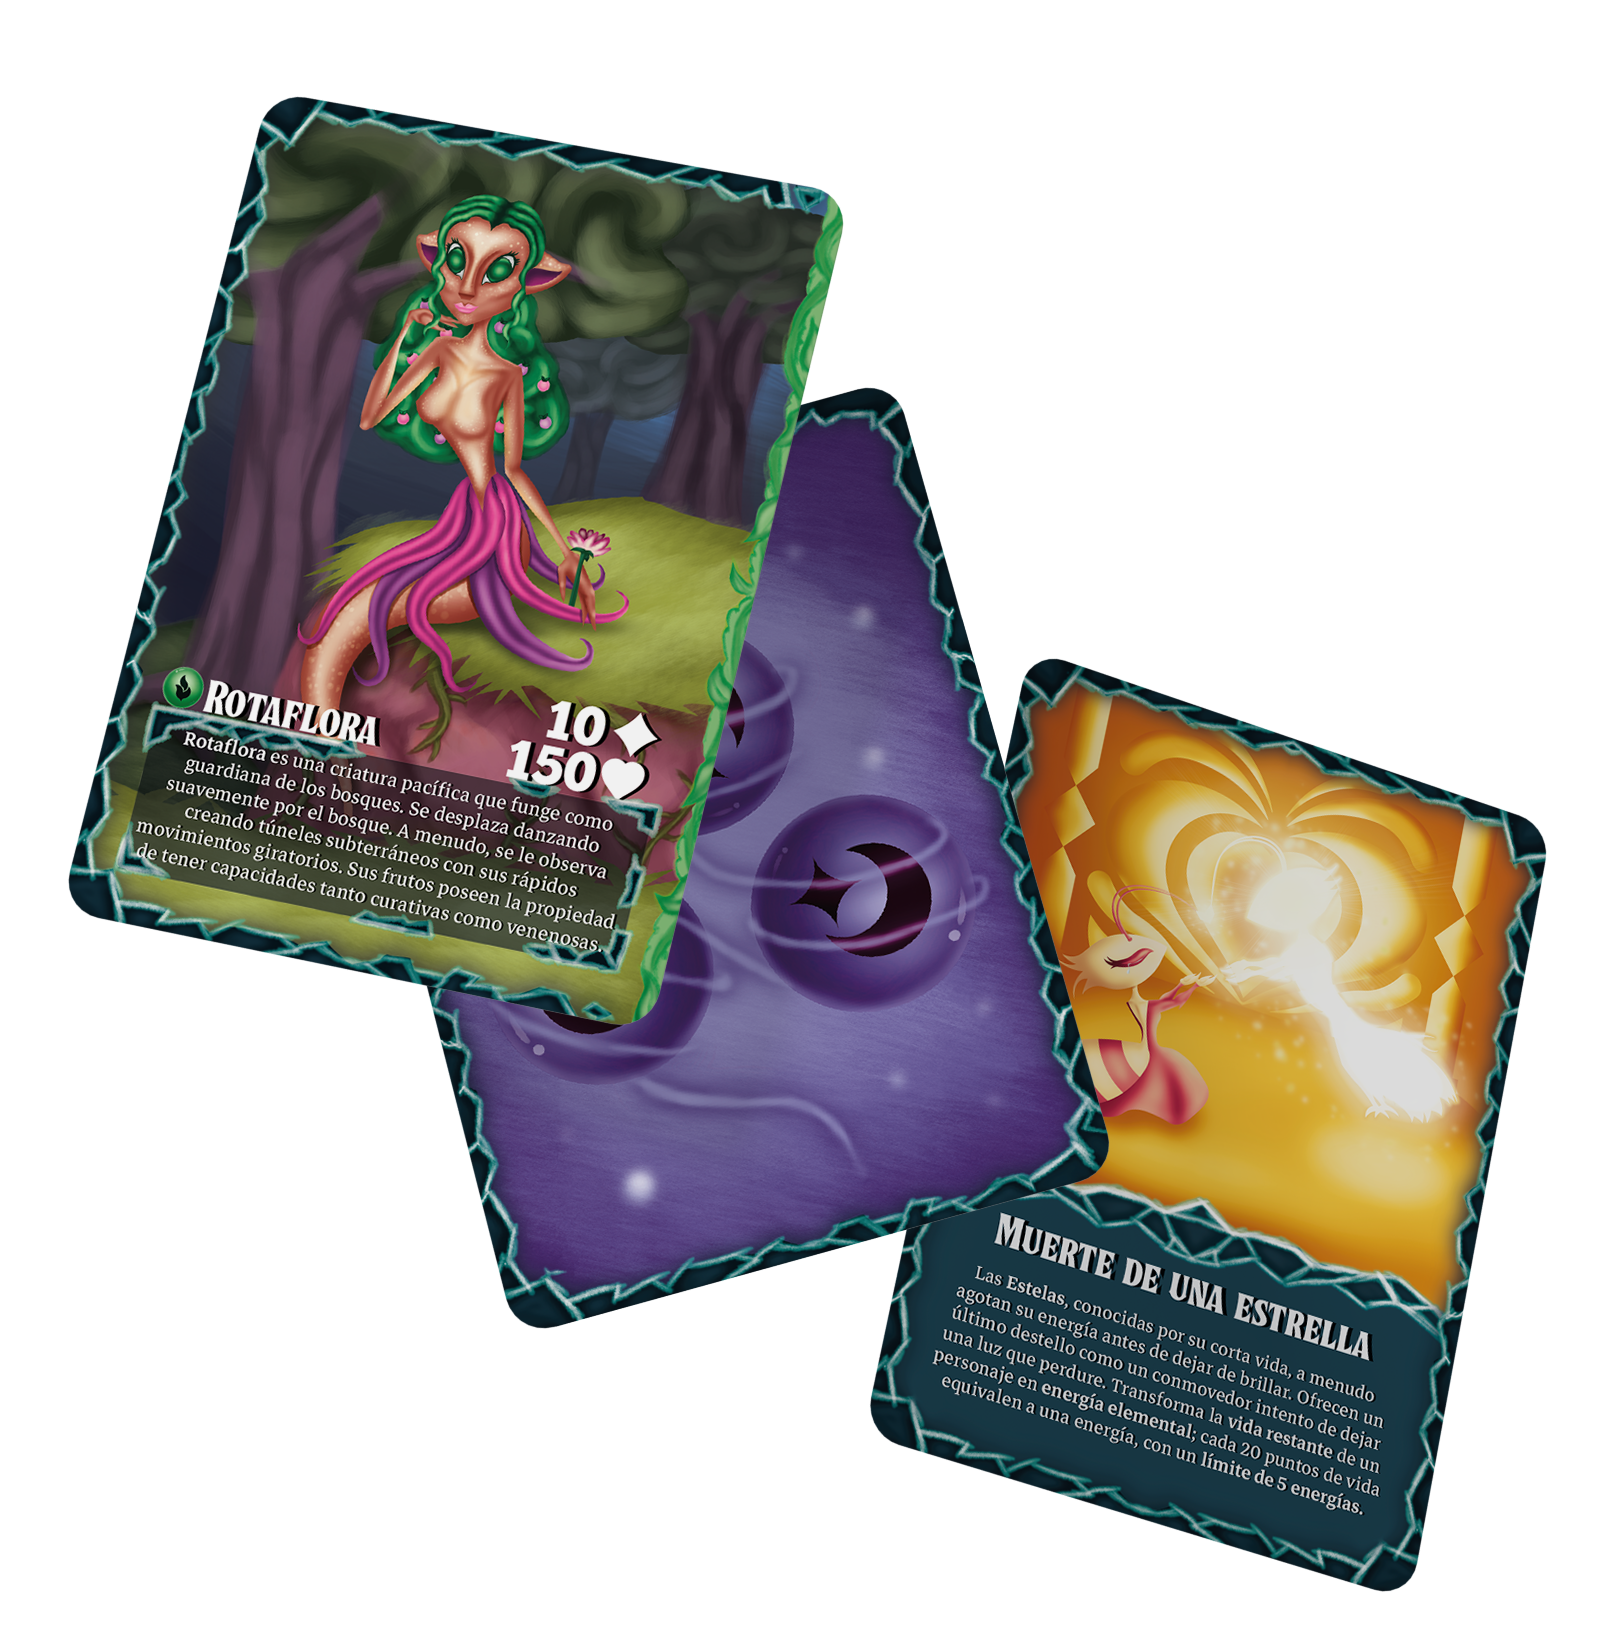 ROTAFLORA
10
150
Rotaflora es una criatura pacífica que funge como
guardiana de los bosques. Se desplaza danzando
suavemente por el bosque. A menudo, se le observa
creando túneles subterráneos con sus rápidos
movimientos giratorios. Sus frutos poseen la propiedad
de tener capacidades tanto curativas como venenosas.
MUERTE DE UNA ESTRELLA
Las Estelas, conocidas por su corta vida, a menudo
agotan su energía antes de dejar de brillar. Ofrecen un
último destello como un conmovedor intento de dejar
una luz que perdure. Transforma la vida restante de un
personaje en energía elemental; cada 20 puntos de vida
equivalen a una energía, con un límite de 5 energías.